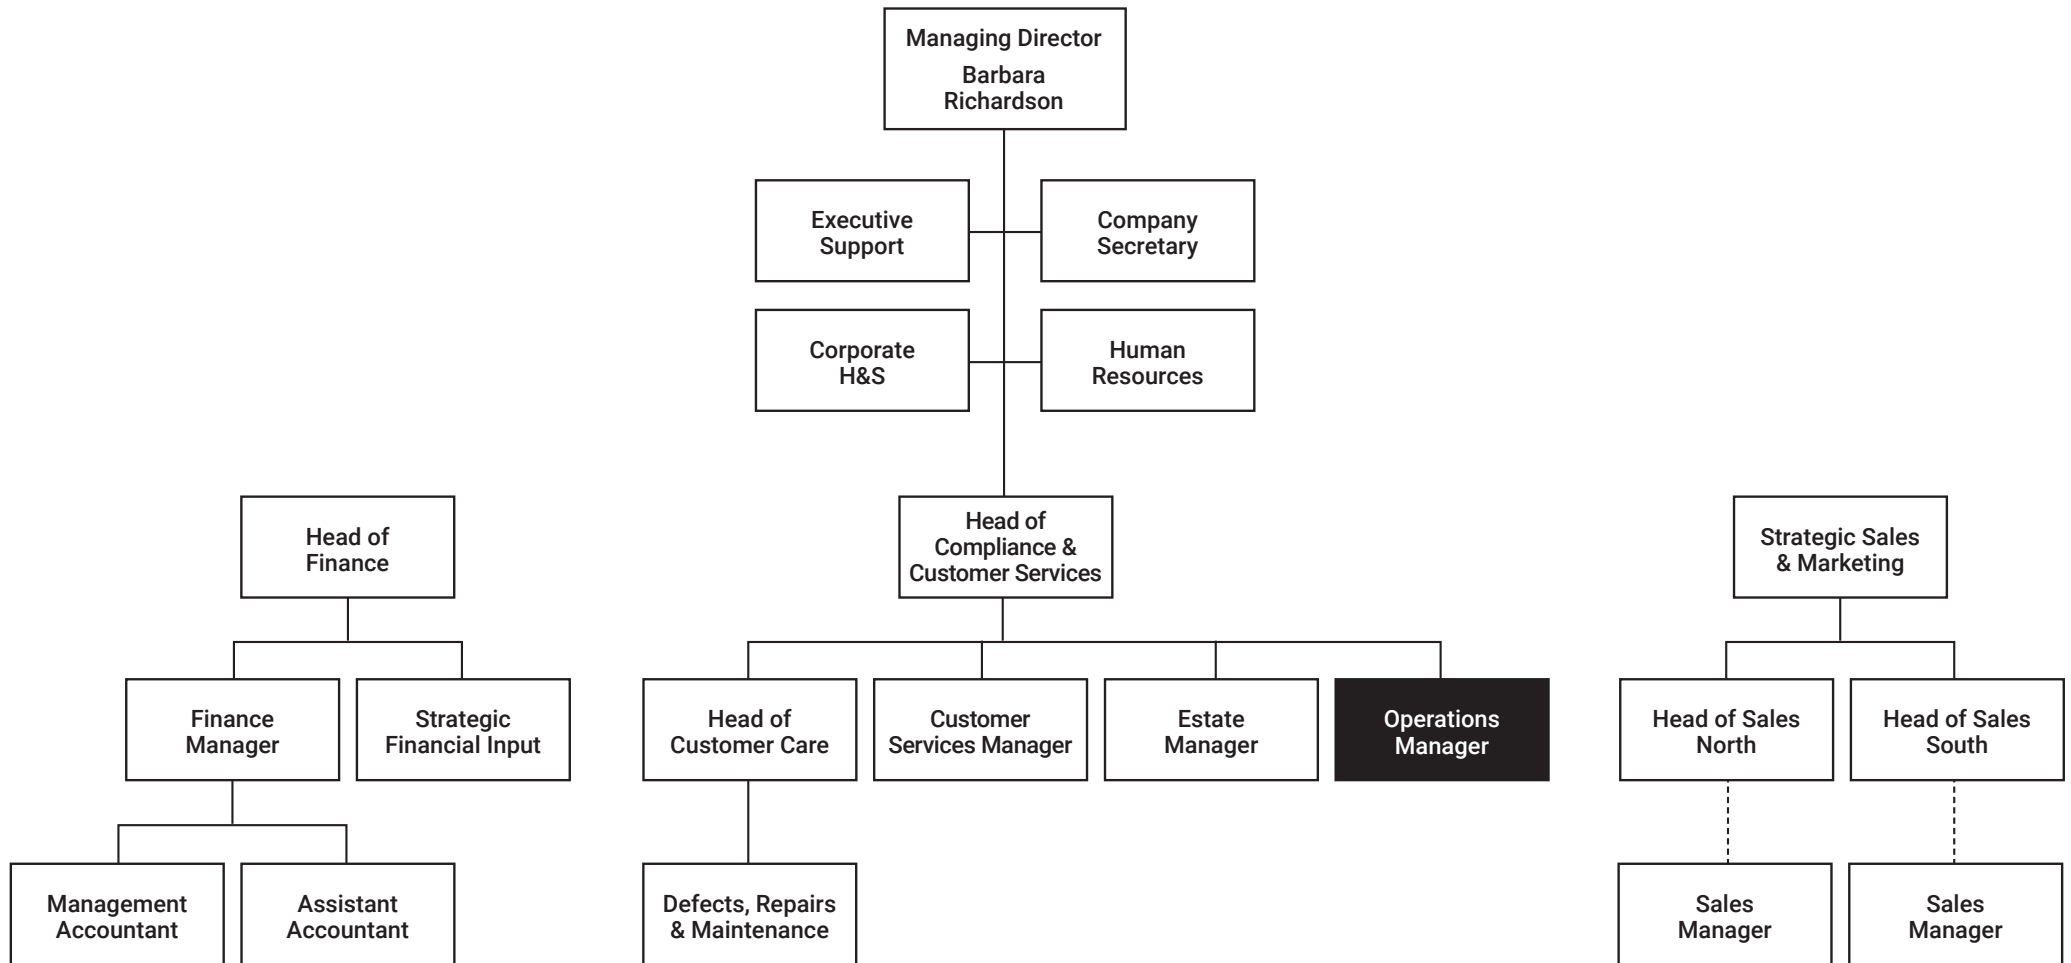 Managing Director
Barbara
Richardson
Executive
Support
Company
Secretary
Corporate
H&S
Human
Resources
Head of
Finance
Head of
Compliance &
Customer Services
Strategic Sales
& Marketing
Finance
Manager
Strategic
Financial Input
Head of
Customer Care
Customer
Services Manager
Estate
Manager
Operations
Manager
Head of Sales
North
Head of Sales
South
Management
Accountant
Assistant
Accountant
Defects, Repairs
& Maintenance
Sales
Manager
Sales
Manager